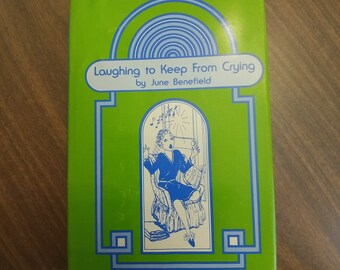 Laughing to Keep From Crying
by June Benefield